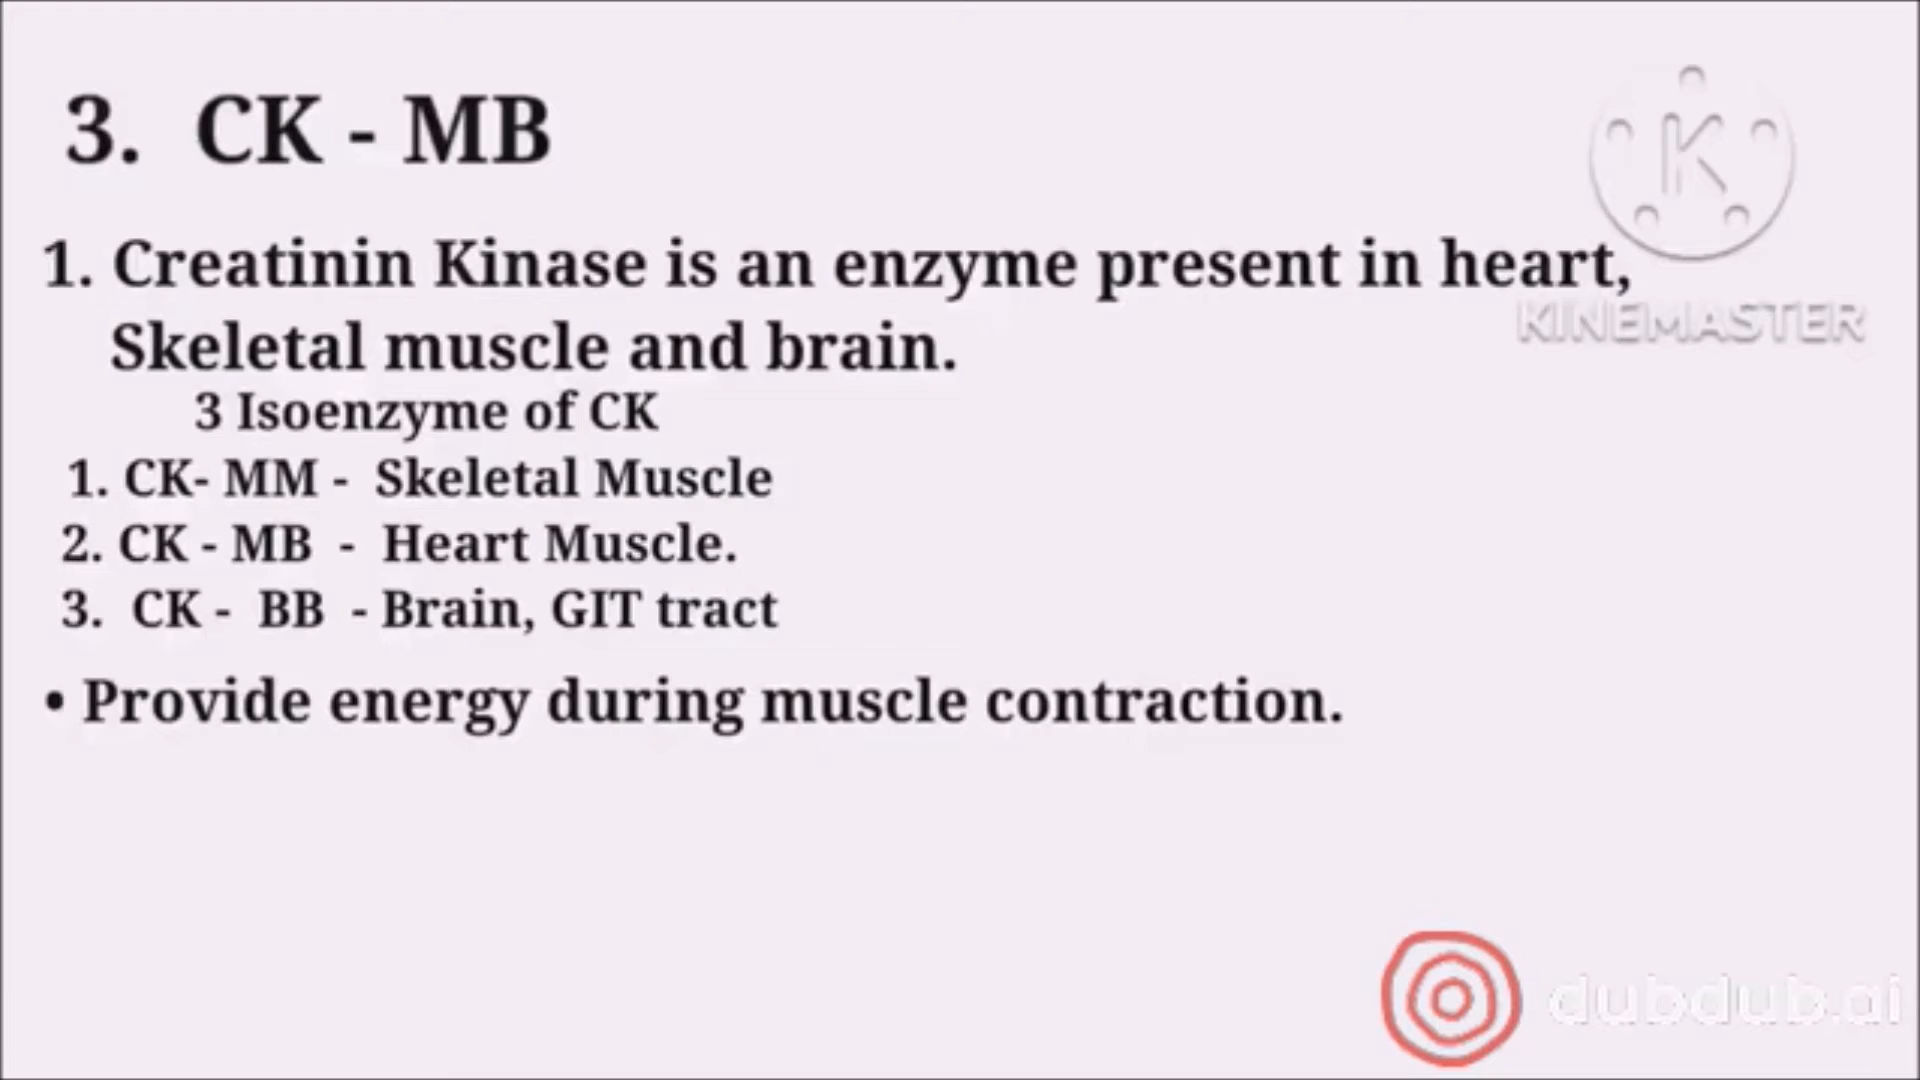 3. CK - MB
1. Creatinin Kinase is an enzyme present in heart,
Skeletal muscle and brain.
3 Isoenzyme of CK
1. CK- MM - Skeletal Muscle
2. CK - MB - Heart Muscle.
3. CK - BB - Brain, GIT tract
• Provide energy during muscle contraction.
K
KINEMASTER
dubdub.ai